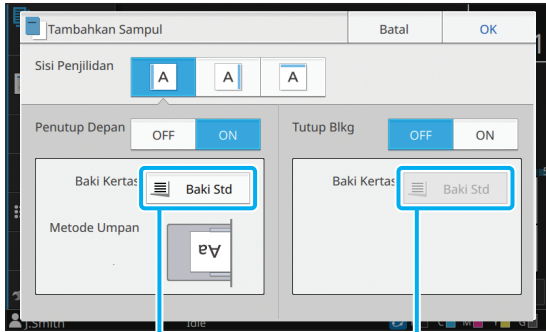 Tambahkan Sampul
Batal
OK
1
Sisi Penjilidan
A
A
A
Penutup Depan
OFF
ON
Tutup Blkg
OFF
ON
Baki Kertas
Baki Std
Baki Kertas
Baki Std
Metode Umpan
Aa
J.Smith
Idle
C
M
Y
G